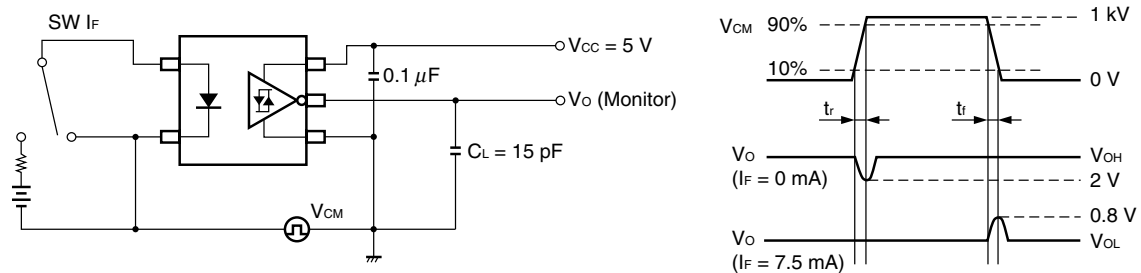 SW IF
VCC = 5 V
0.1 μF
VO (Monitor)
CL = 15 pF
VCM
1 kV
VCM 90%
10%
0 V
tr
tf
VO
(IF = 0 mA)
VOH
2 V
0.8 V
VO
(IF = 7.5 mA)
VOL